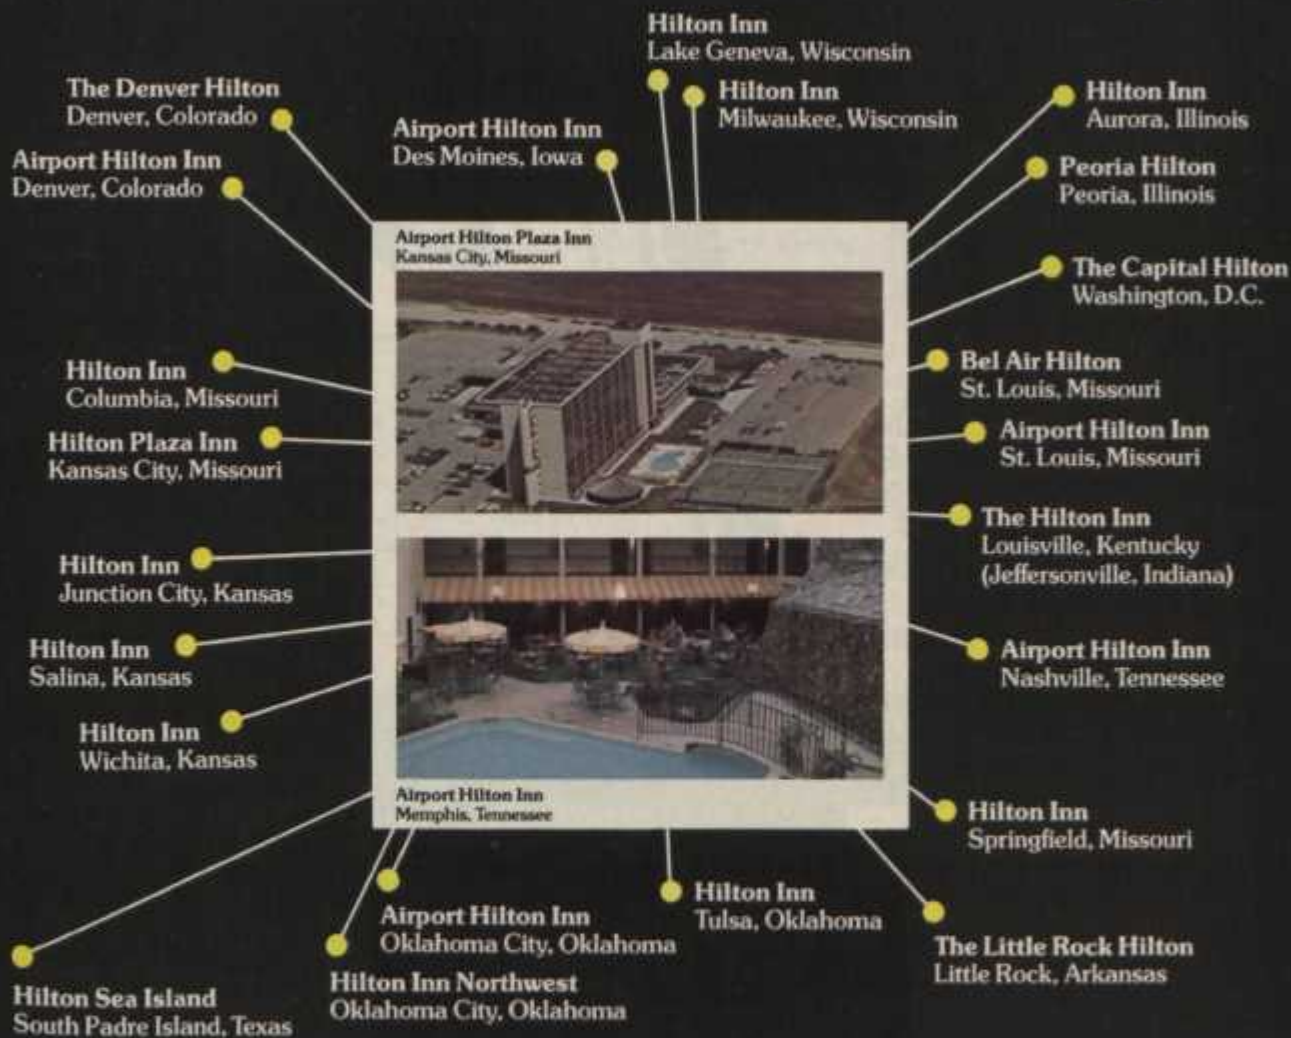 Hilton Inn
Lake Geneva, Wisconsin
The Denver Hilton
Denver, Colorado
Hilton Inn
Milwaukee, Wisconsin
Hilton Inn
Aurora, Illinois
Airport Hilton Inn
Des Moines, Iowa
Airport Hilton Inn
Denver, Colorado
Peoria Hilton
Peoria, Illinois
Airport Hilton Plaza Inn
Kansas City, Missouri
The Capital Hilton
Washington, D.C.
Hilton Inn
Columbia, Missouri
Bel Air Hilton
St. Louis, Missouri
Hilton Plaza Inn
Kansas City, Missouri
Airport Hilton Inn
St. Louis, Missouri
The Hilton Inn
Louisville, Kentucky
(Jeffersonville, Indiana)
Hilton Inn
Junction City, Kansas
Hilton Inn
Salina, Kansas
Airport Hilton Inn
Nashville, Tennessee
Hilton Inn
Wichita, Kansas
Airport Hilton Inn
Memphis, Tennessee
Hilton Inn
Springfield, Missouri
Hilton Inn
Tulsa, Oklahoma
Airport Hilton Inn
Oklahoma City, Oklahoma
The Little Rock Hilton
Little Rock, Arkansas
Hilton Inn Northwest
Oklahoma City, Oklahoma
Hilton Sea Island
South Padre Island, Texas